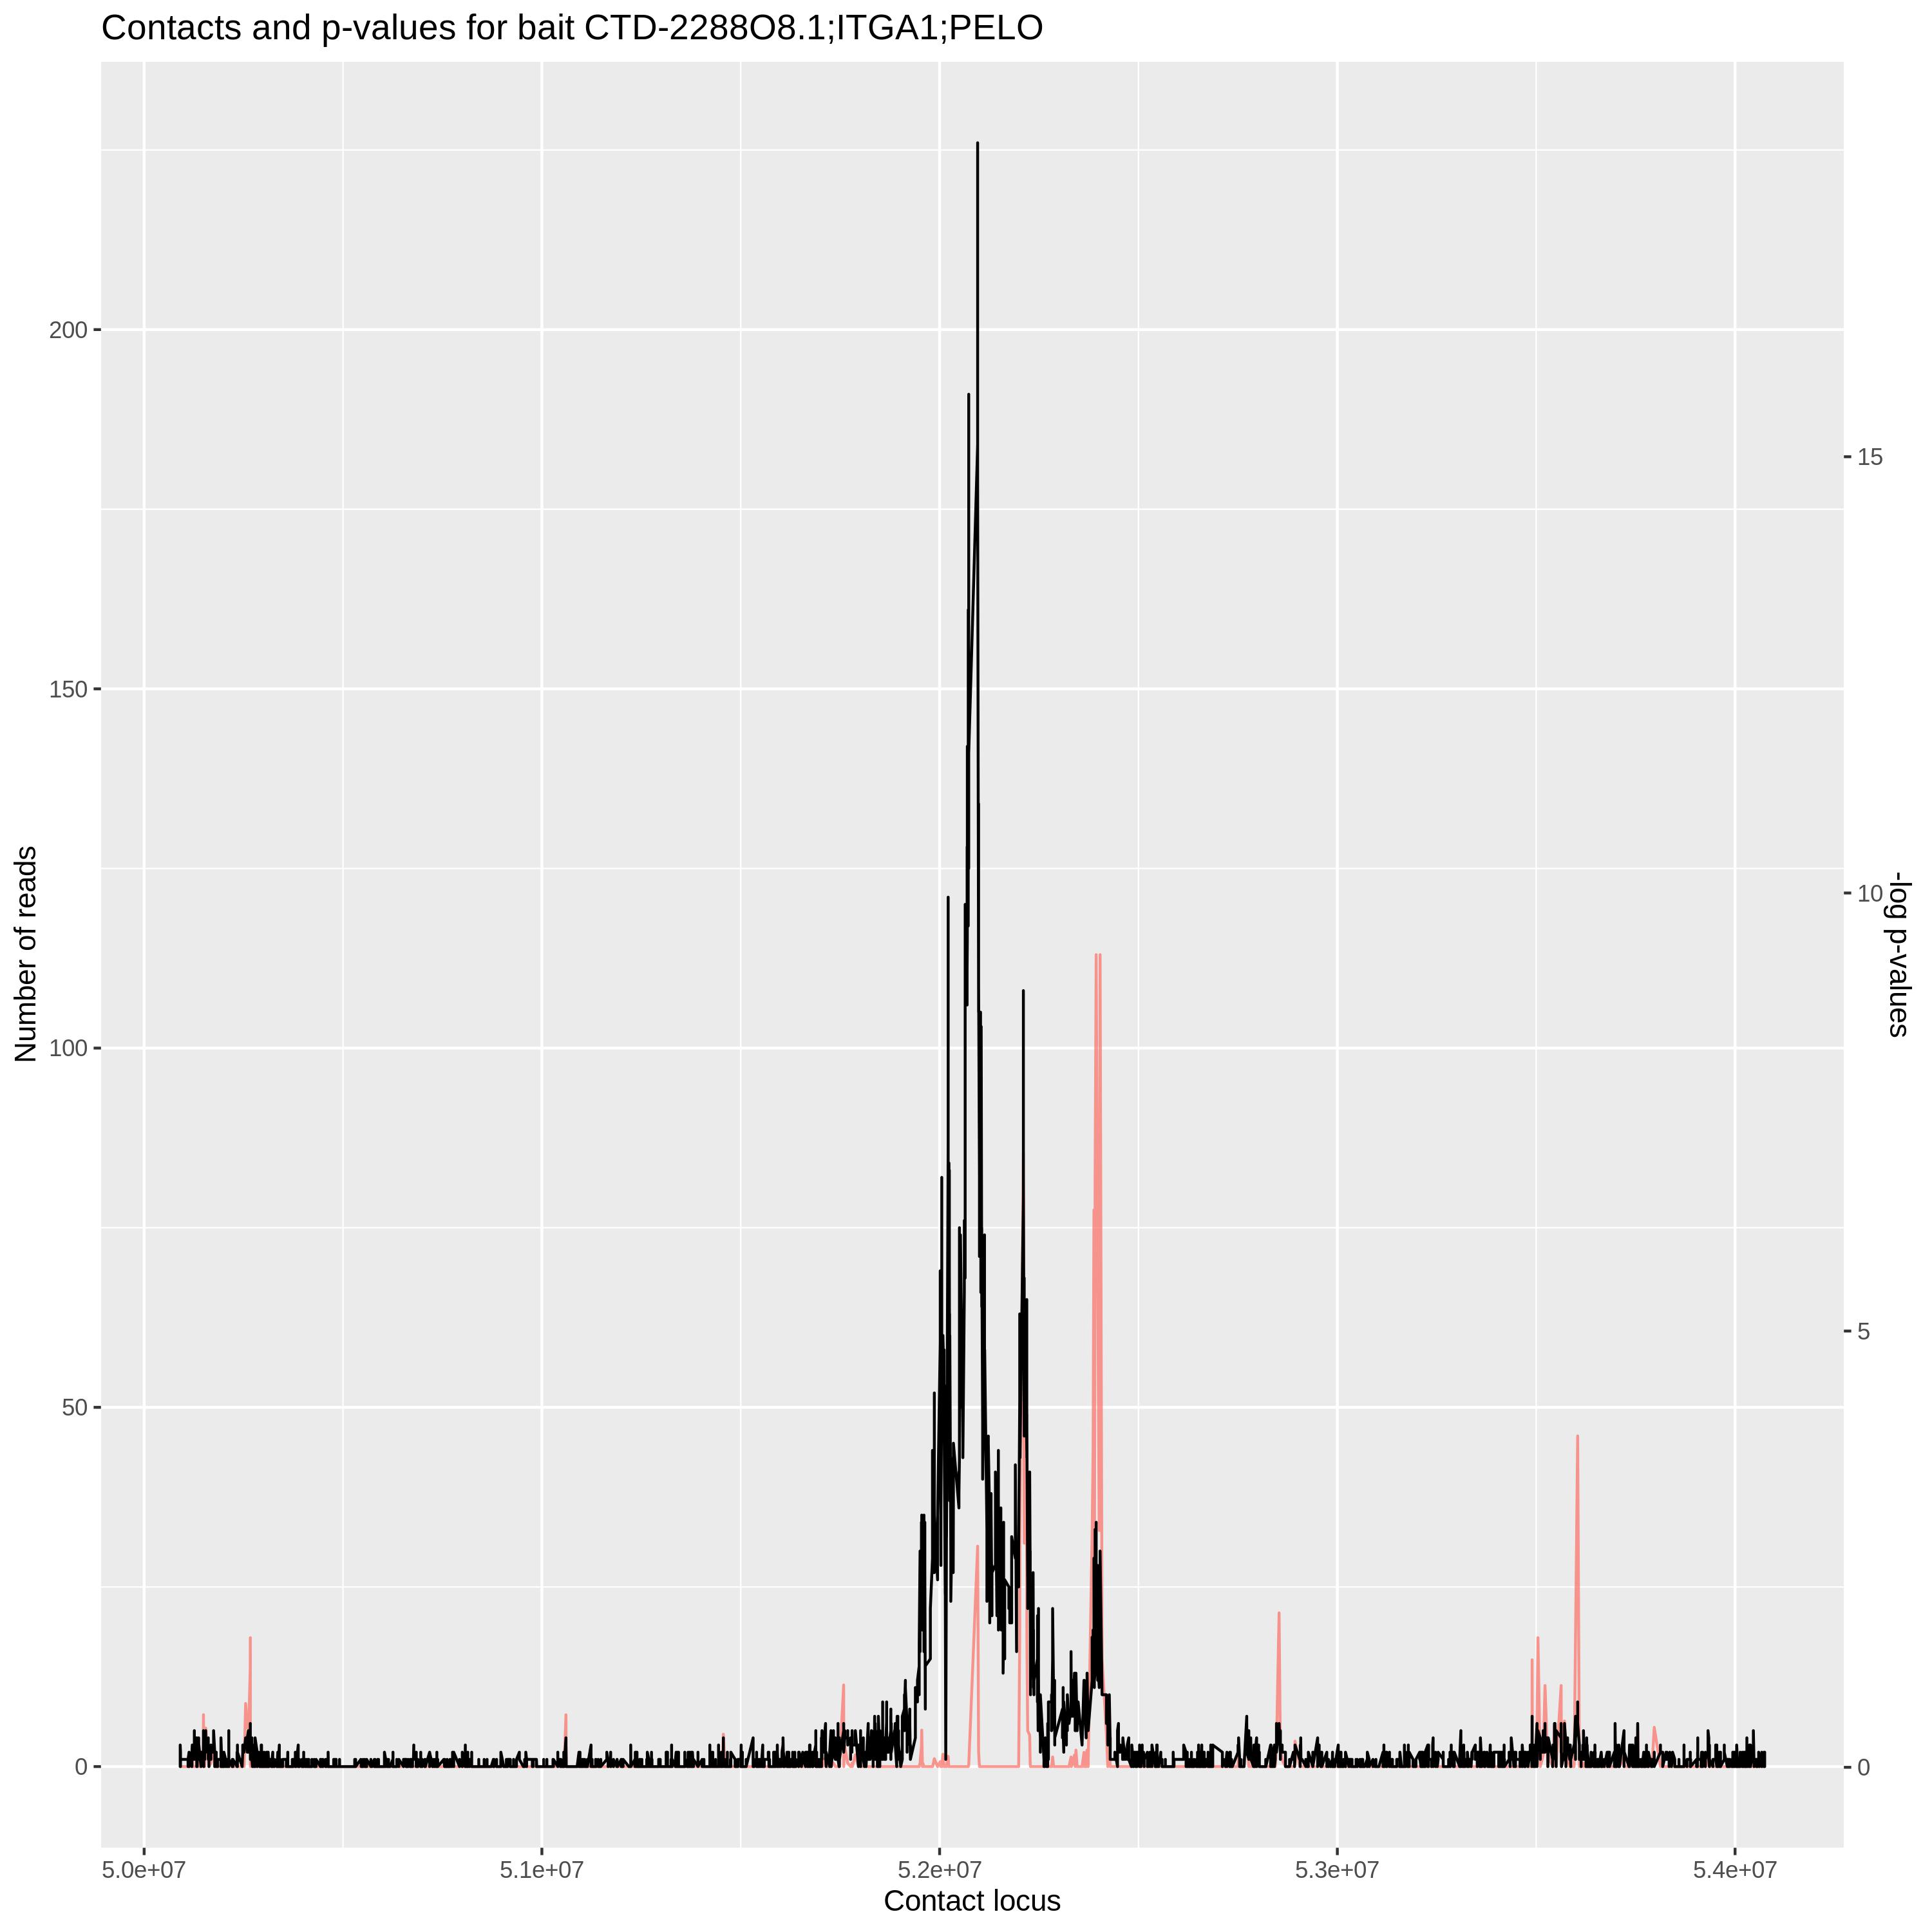 Contacts and p-values for bait CTD-2288O8.1;ITGA1;PELO
Number of reads
200
150
100
50
0
15
10
5
0
-log p-values
5.0e+07 5.1e+07 5.2e+07 5.3e+07 5.4e+07
Contact locus